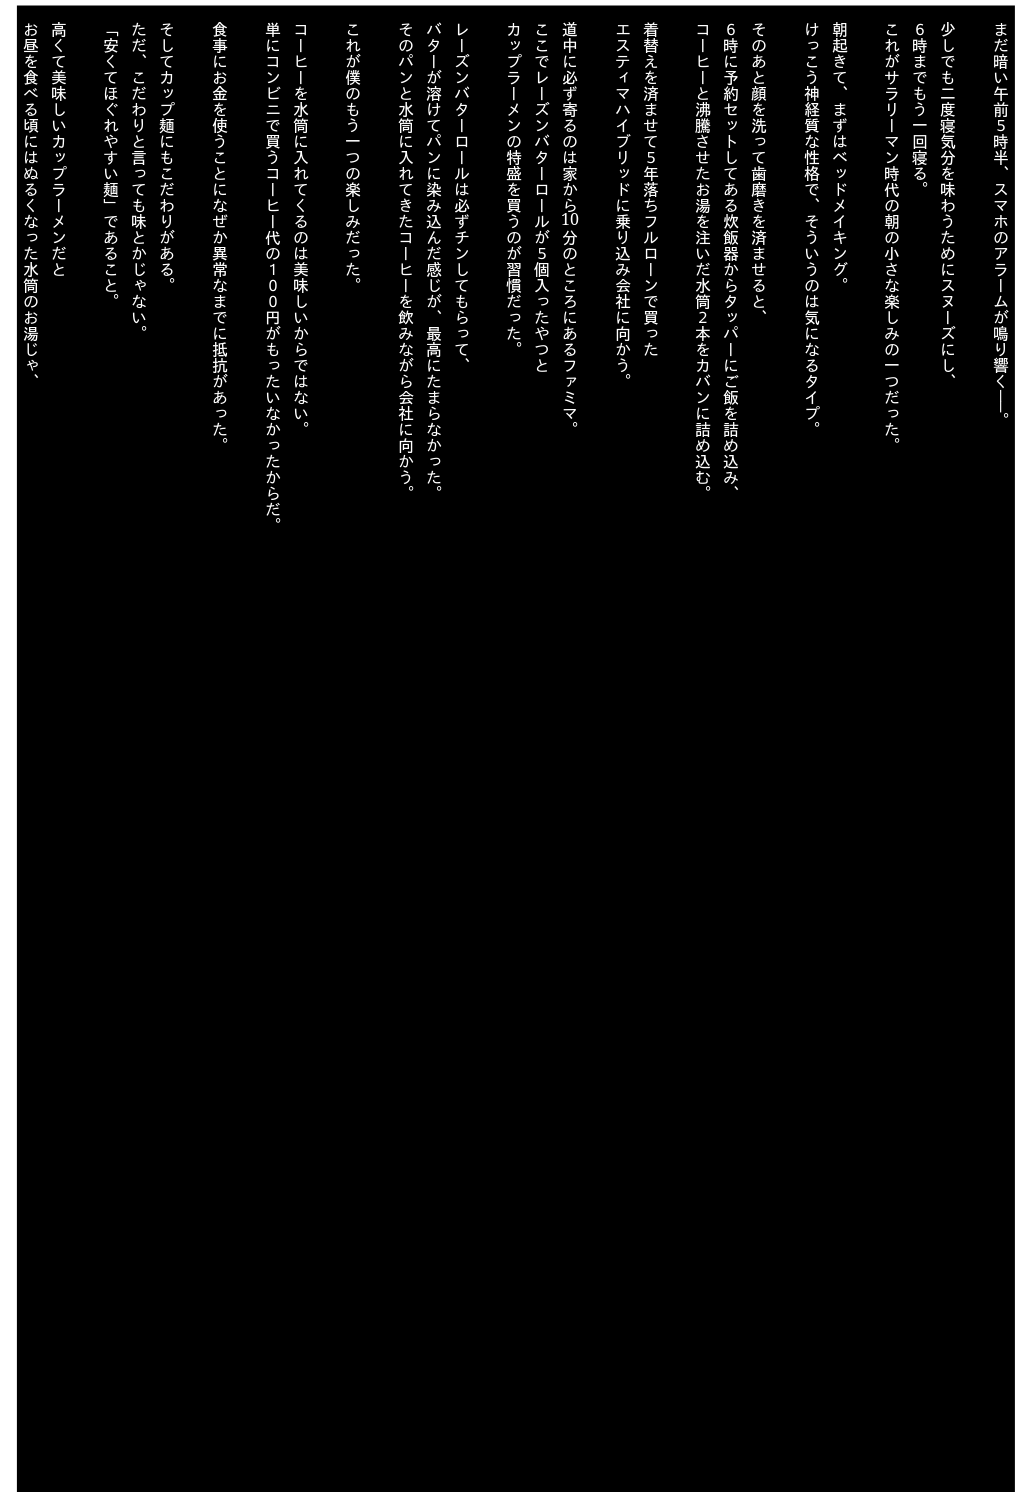 まだ暗い午前5時半、スマホのアラームが鳴り響く――。
少しでも二度寝気分を味わうためにスヌーズにし、
6時までもう一回寝る。
これがサラリーマン時代の朝の小さな楽しみの一つだった。
朝起きて、まずはベッドメイキング。
けっこう神経質な性格で、そういうのは気になるタイプ。
そのあと顔を洗って歯磨きを済ませると、
6時に予約セットしてある炊飯器からタッパーにご飯を詰め込み、
コーヒーと沸騰させたお湯を注いだ水筒2本をカバンに詰め込む。
着替えを済ませて5年落ちフルローンで買った
エスティマハイブリッドに乗り込み会社に向かう。
道中に必ず寄るのは家から10分のところにあるファミマ。
ここでレーズンバターロールが5個入ったやつと
カップラーメンの特盛を買うのが習慣だった。
レーズンバターロールは必ずチンしてもらって、
バターが溶けてパンに染み込んだ感じが、最高にたまらなかった。
そのパンと水筒に入れてきたコーヒーを飲みながら会社に向かう。
これが僕のもう一つの楽しみだった。
コーヒーを水筒に入れてくるのは美味しいからではない。
単にコンビニで買うコーヒー代の100円がもったいなかったからだ。
食事にお金を使うことになぜか異常なまでに抵抗があった。
そしてカップ麺にもこだわりがある。
ただ、こだわりと言っても味とかじゃない。
「安くてほぐれやすい麺」であること。
高くて美味しいカップラーメンだと
お昼を食べる頃にはぬるくなった水筒のお湯じゃ、